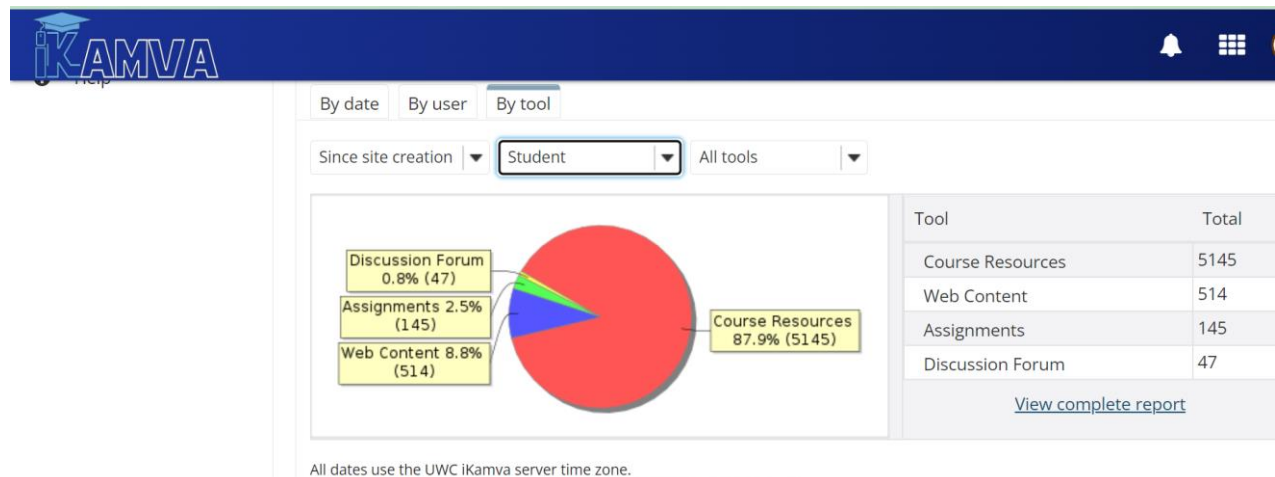 iKAMVA
Help
By date By user By tool
Since site creation Student All tools
Discussion Forum
0.8% (47)
Assignments 2.5%
(145)
Web Content 8.8%
(514)
Course Resources
87.9% (5145)
Tool Total
Course Resources 5145
Web Content 514
Assignments 145
Discussion Forum 47
View complete report
All dates use the UWC iKamva server time zone.